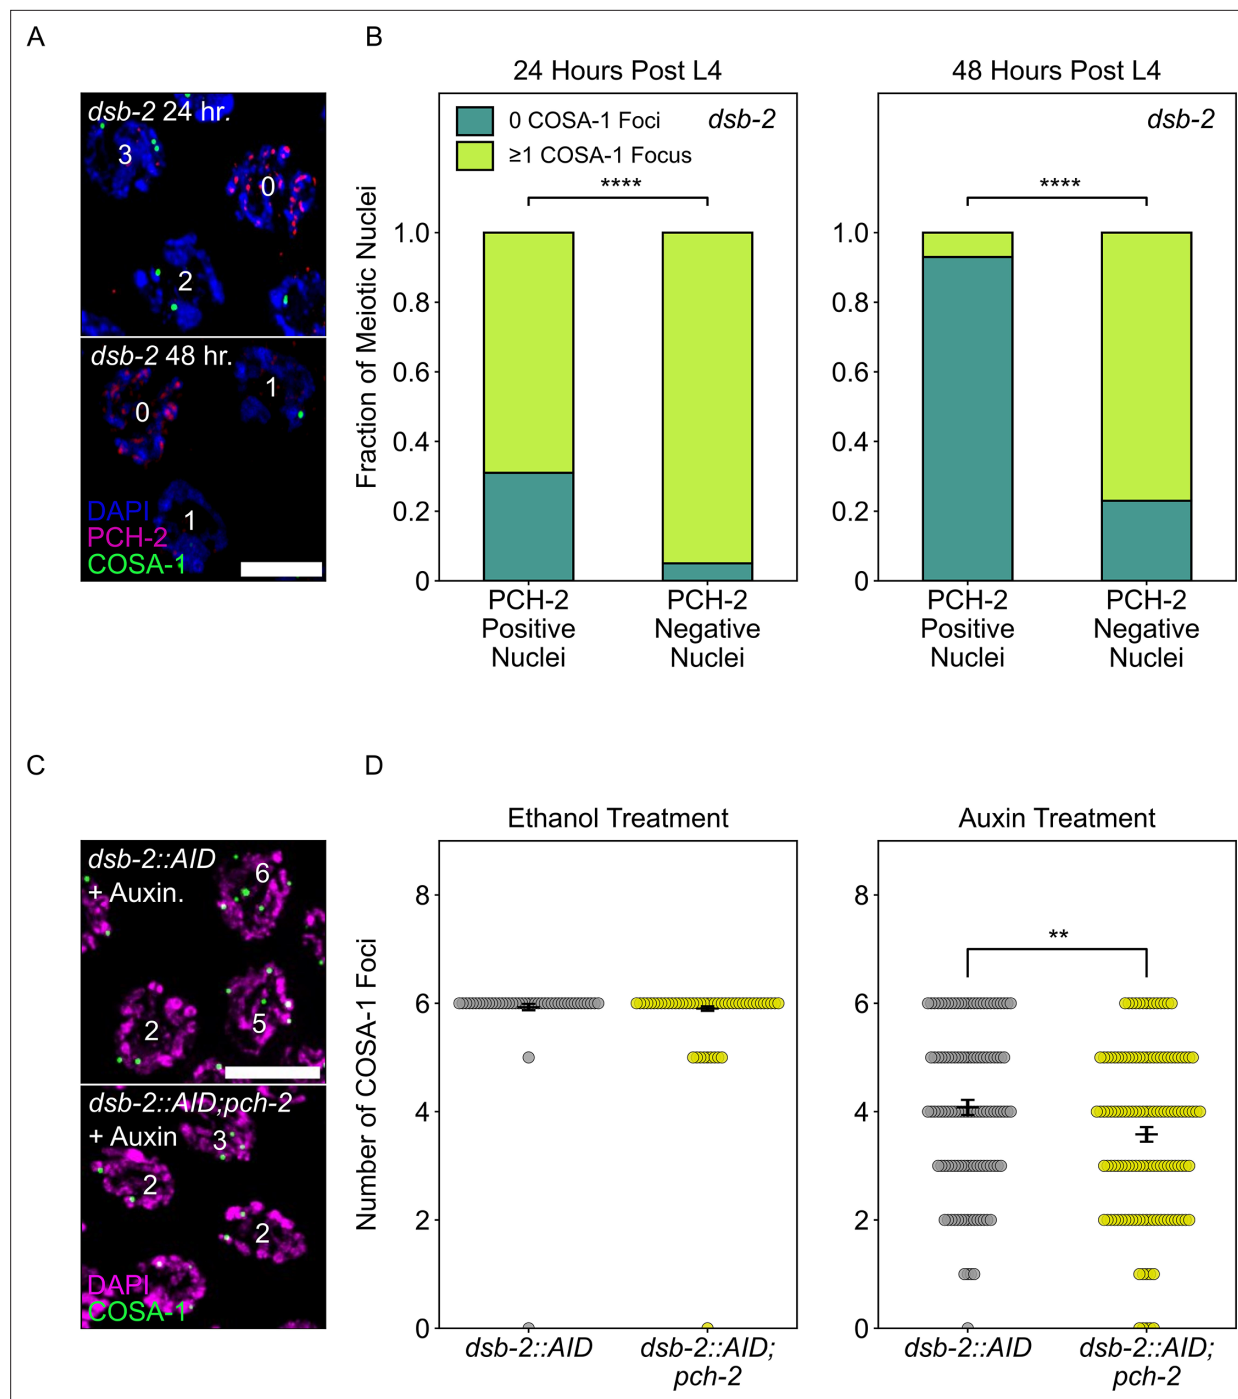 A
dsb-2 24 hr.
3
0
2
dsb-2 48 hr.
1
0
1
DAPI
PCH-2
COSA-1
B
24 Hours Post L4
0 COSA-1 Foci
≥1 COSA-1 Focus
dsb-2
****
Fraction of Meiotic Nuclei
1.0
0.8
0.6
0.4
0.2
0
PCH-2
Positive
Nuclei
PCH-2
Negative
Nuclei
48 Hours Post L4
dsb-2
****
1.0
0.8
0.6
0.4
0.2
0
PCH-2
Positive
Nuclei
PCH-2
Negative
Nuclei
C
dsb-2::AID
+ Auxin.
6
5
2
dsb-2::AID;pch-2
+ Auxin
3
2
2
DAPI
COSA-1
D
Ethanol Treatment
Number of COSA-1 Foci
8
6
4
2
0
dsb-2::AID
dsb-2::AID;
pch-2
Auxin Treatment
**
8
6
4
2
0
dsb-2::AID
dsb-2::AID;
pch-2